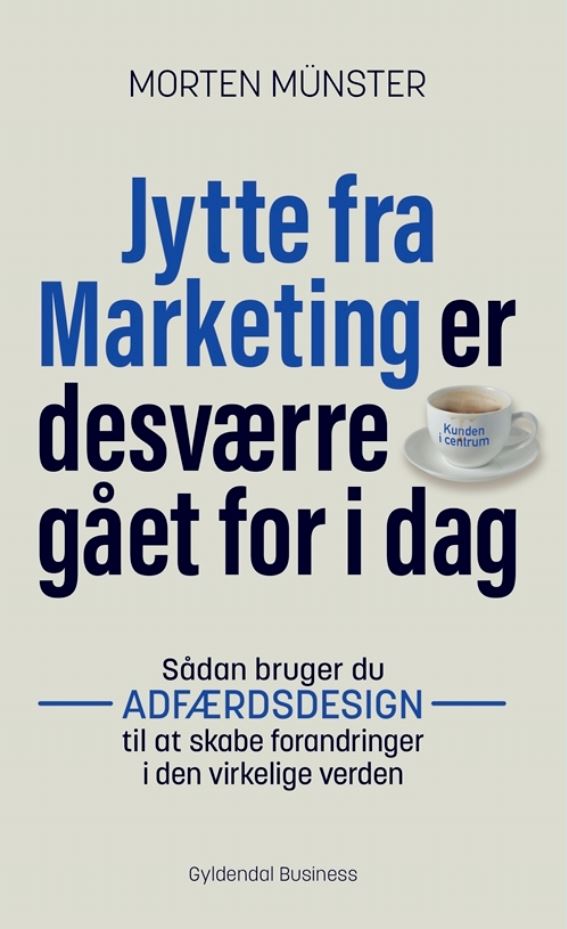 MORTEN MÜNSTER
Jytte fra
Marketing er
desværre
Kunden
i centrum
gået for i dag
Sådan bruger du
ADFÆRDSDESIGN
til at skabe forandringer
i den virkelige verden
Gyldendal Business